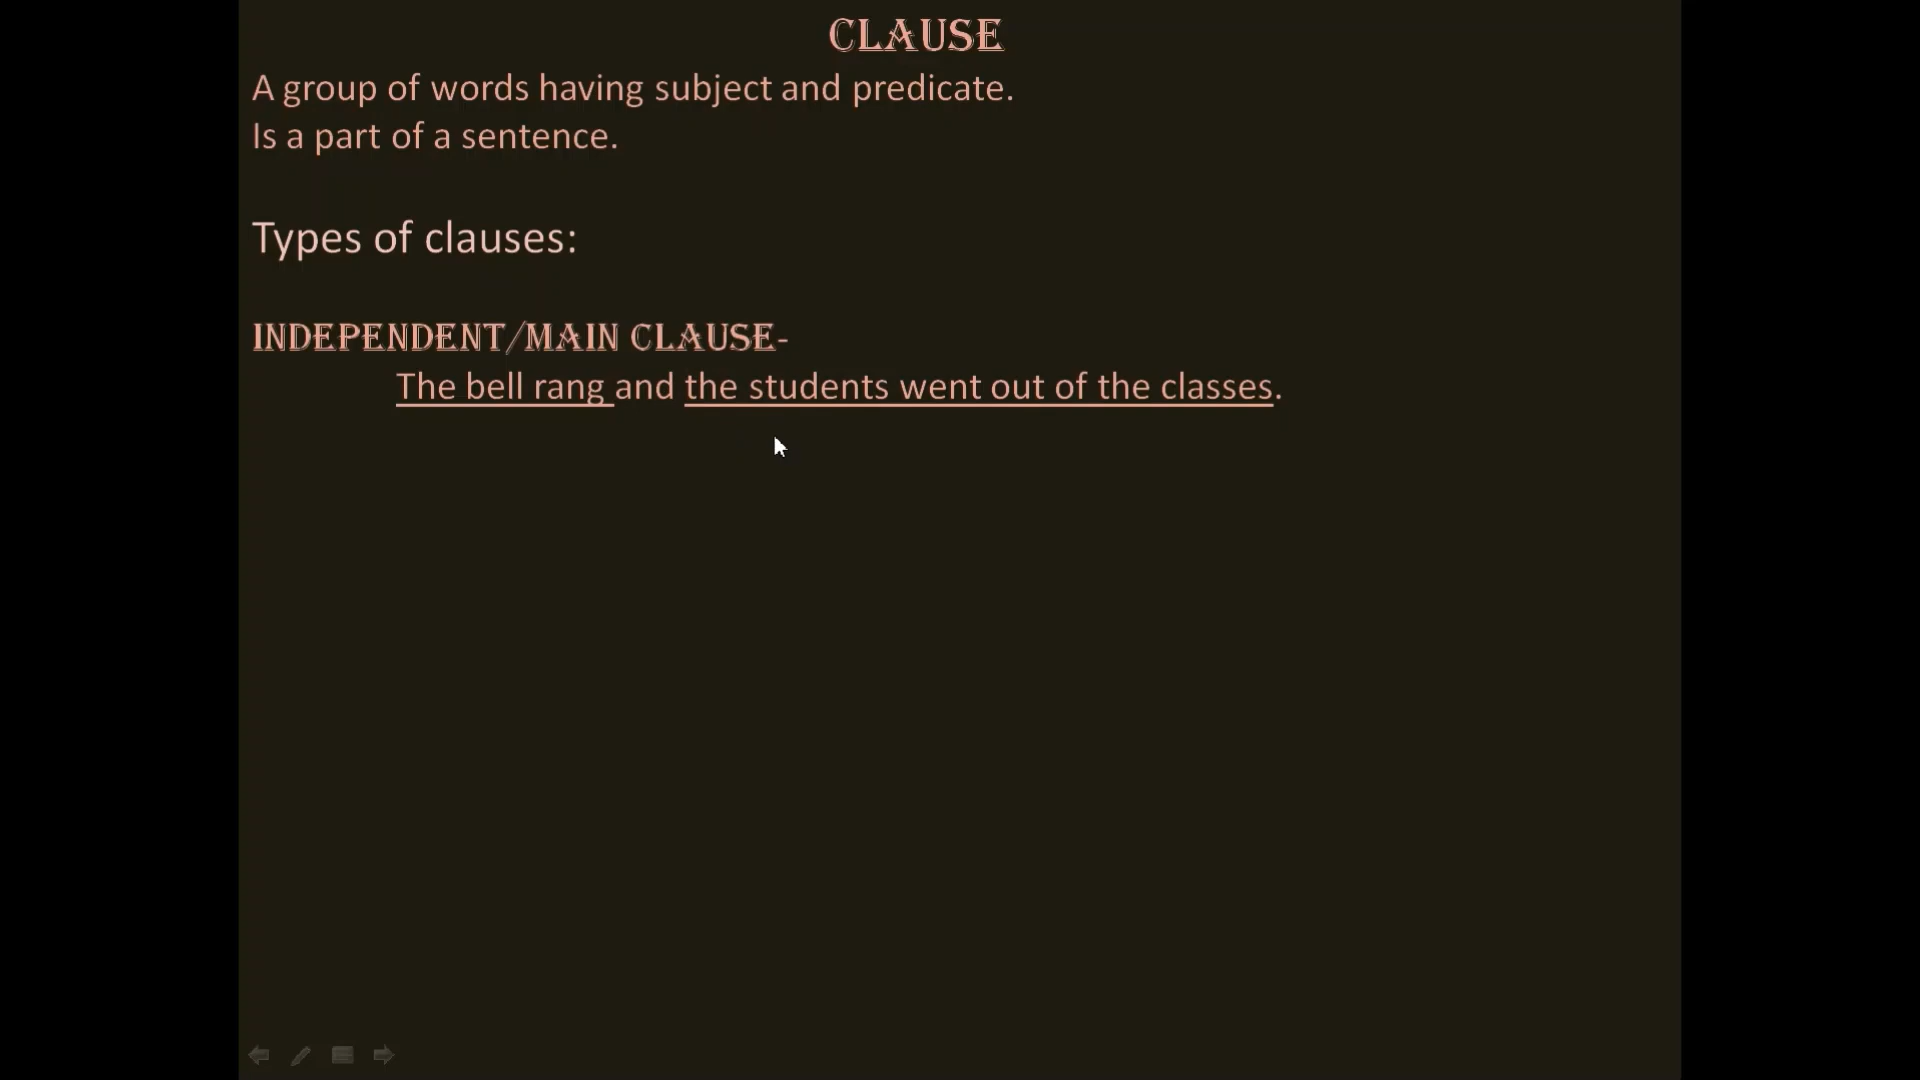 CLAUSE
A group of words having subject and predicate.
Is a part of a sentence.
Types of clauses:
INDEPENDENT/MAIN CLAUSE-
The bell rang and the students went out of the classes.